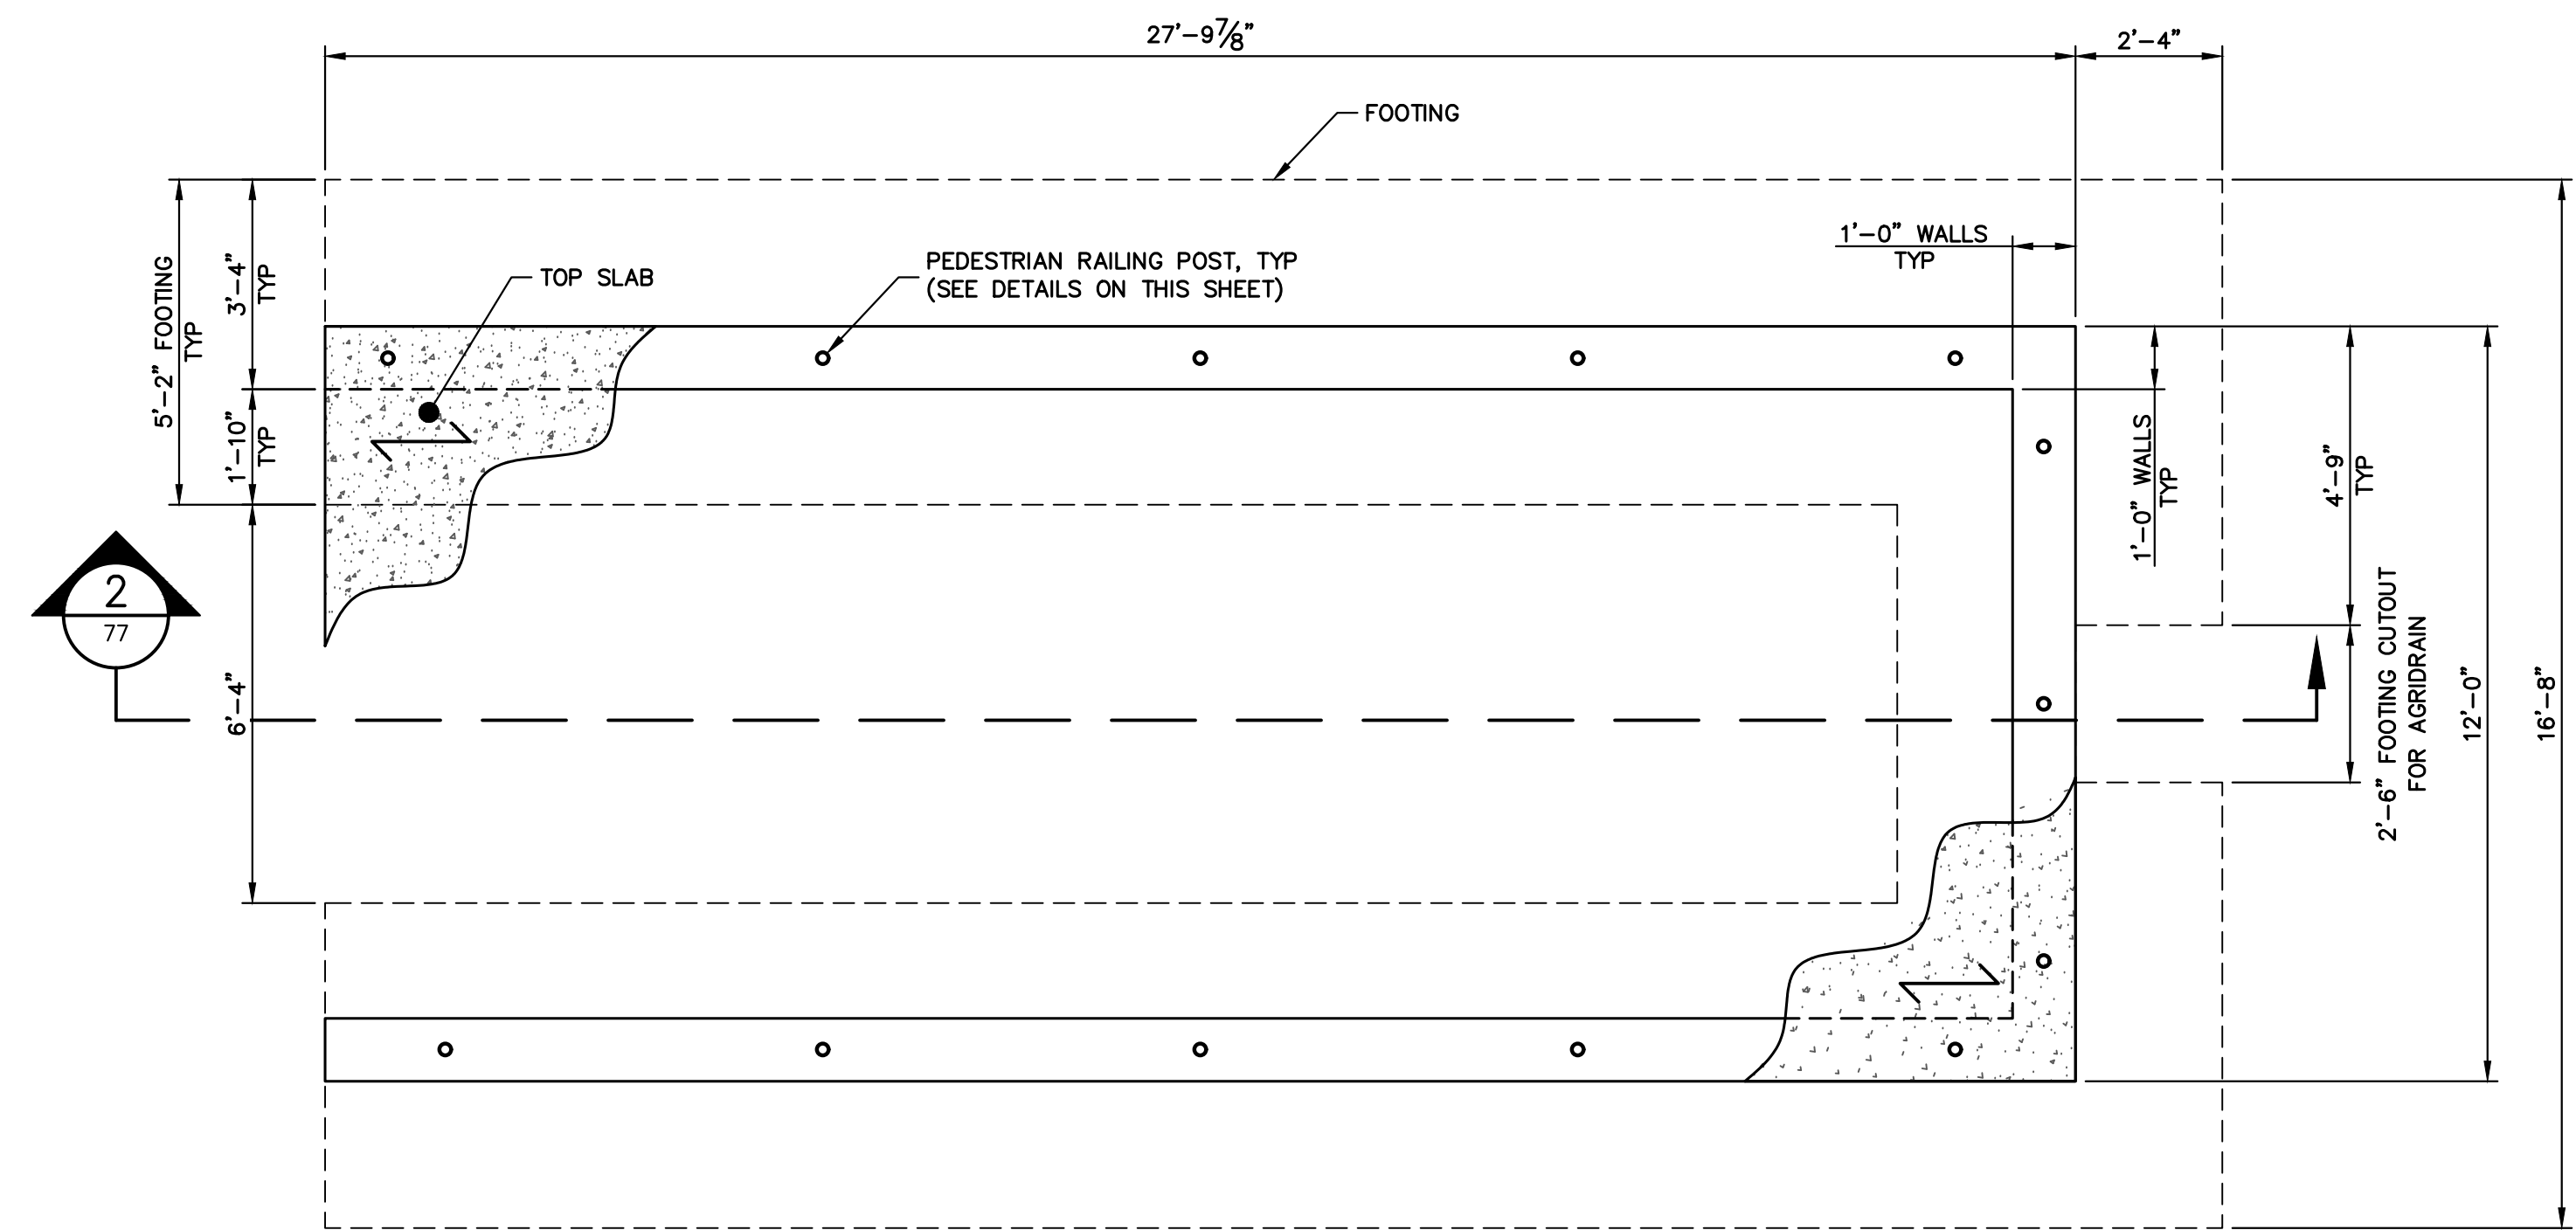 27'-9 7/8"
2'-4"
FOOTING
1'-0" WALLS
TYP
PEDESTRIAN RAILING POST, TYP
(SEE DETAILS ON THIS SHEET)
TOP SLAB
5'-2" FOOTING
TYP
3'-4"
TYP
1'-10"
TYP
6'-4"
2
77
1'-0" WALLS
TYP
4'-9"
TYP
2'-6" FOOTING CUTOUT
FOR AGRIDRAIN
12'-0"
16'-8"